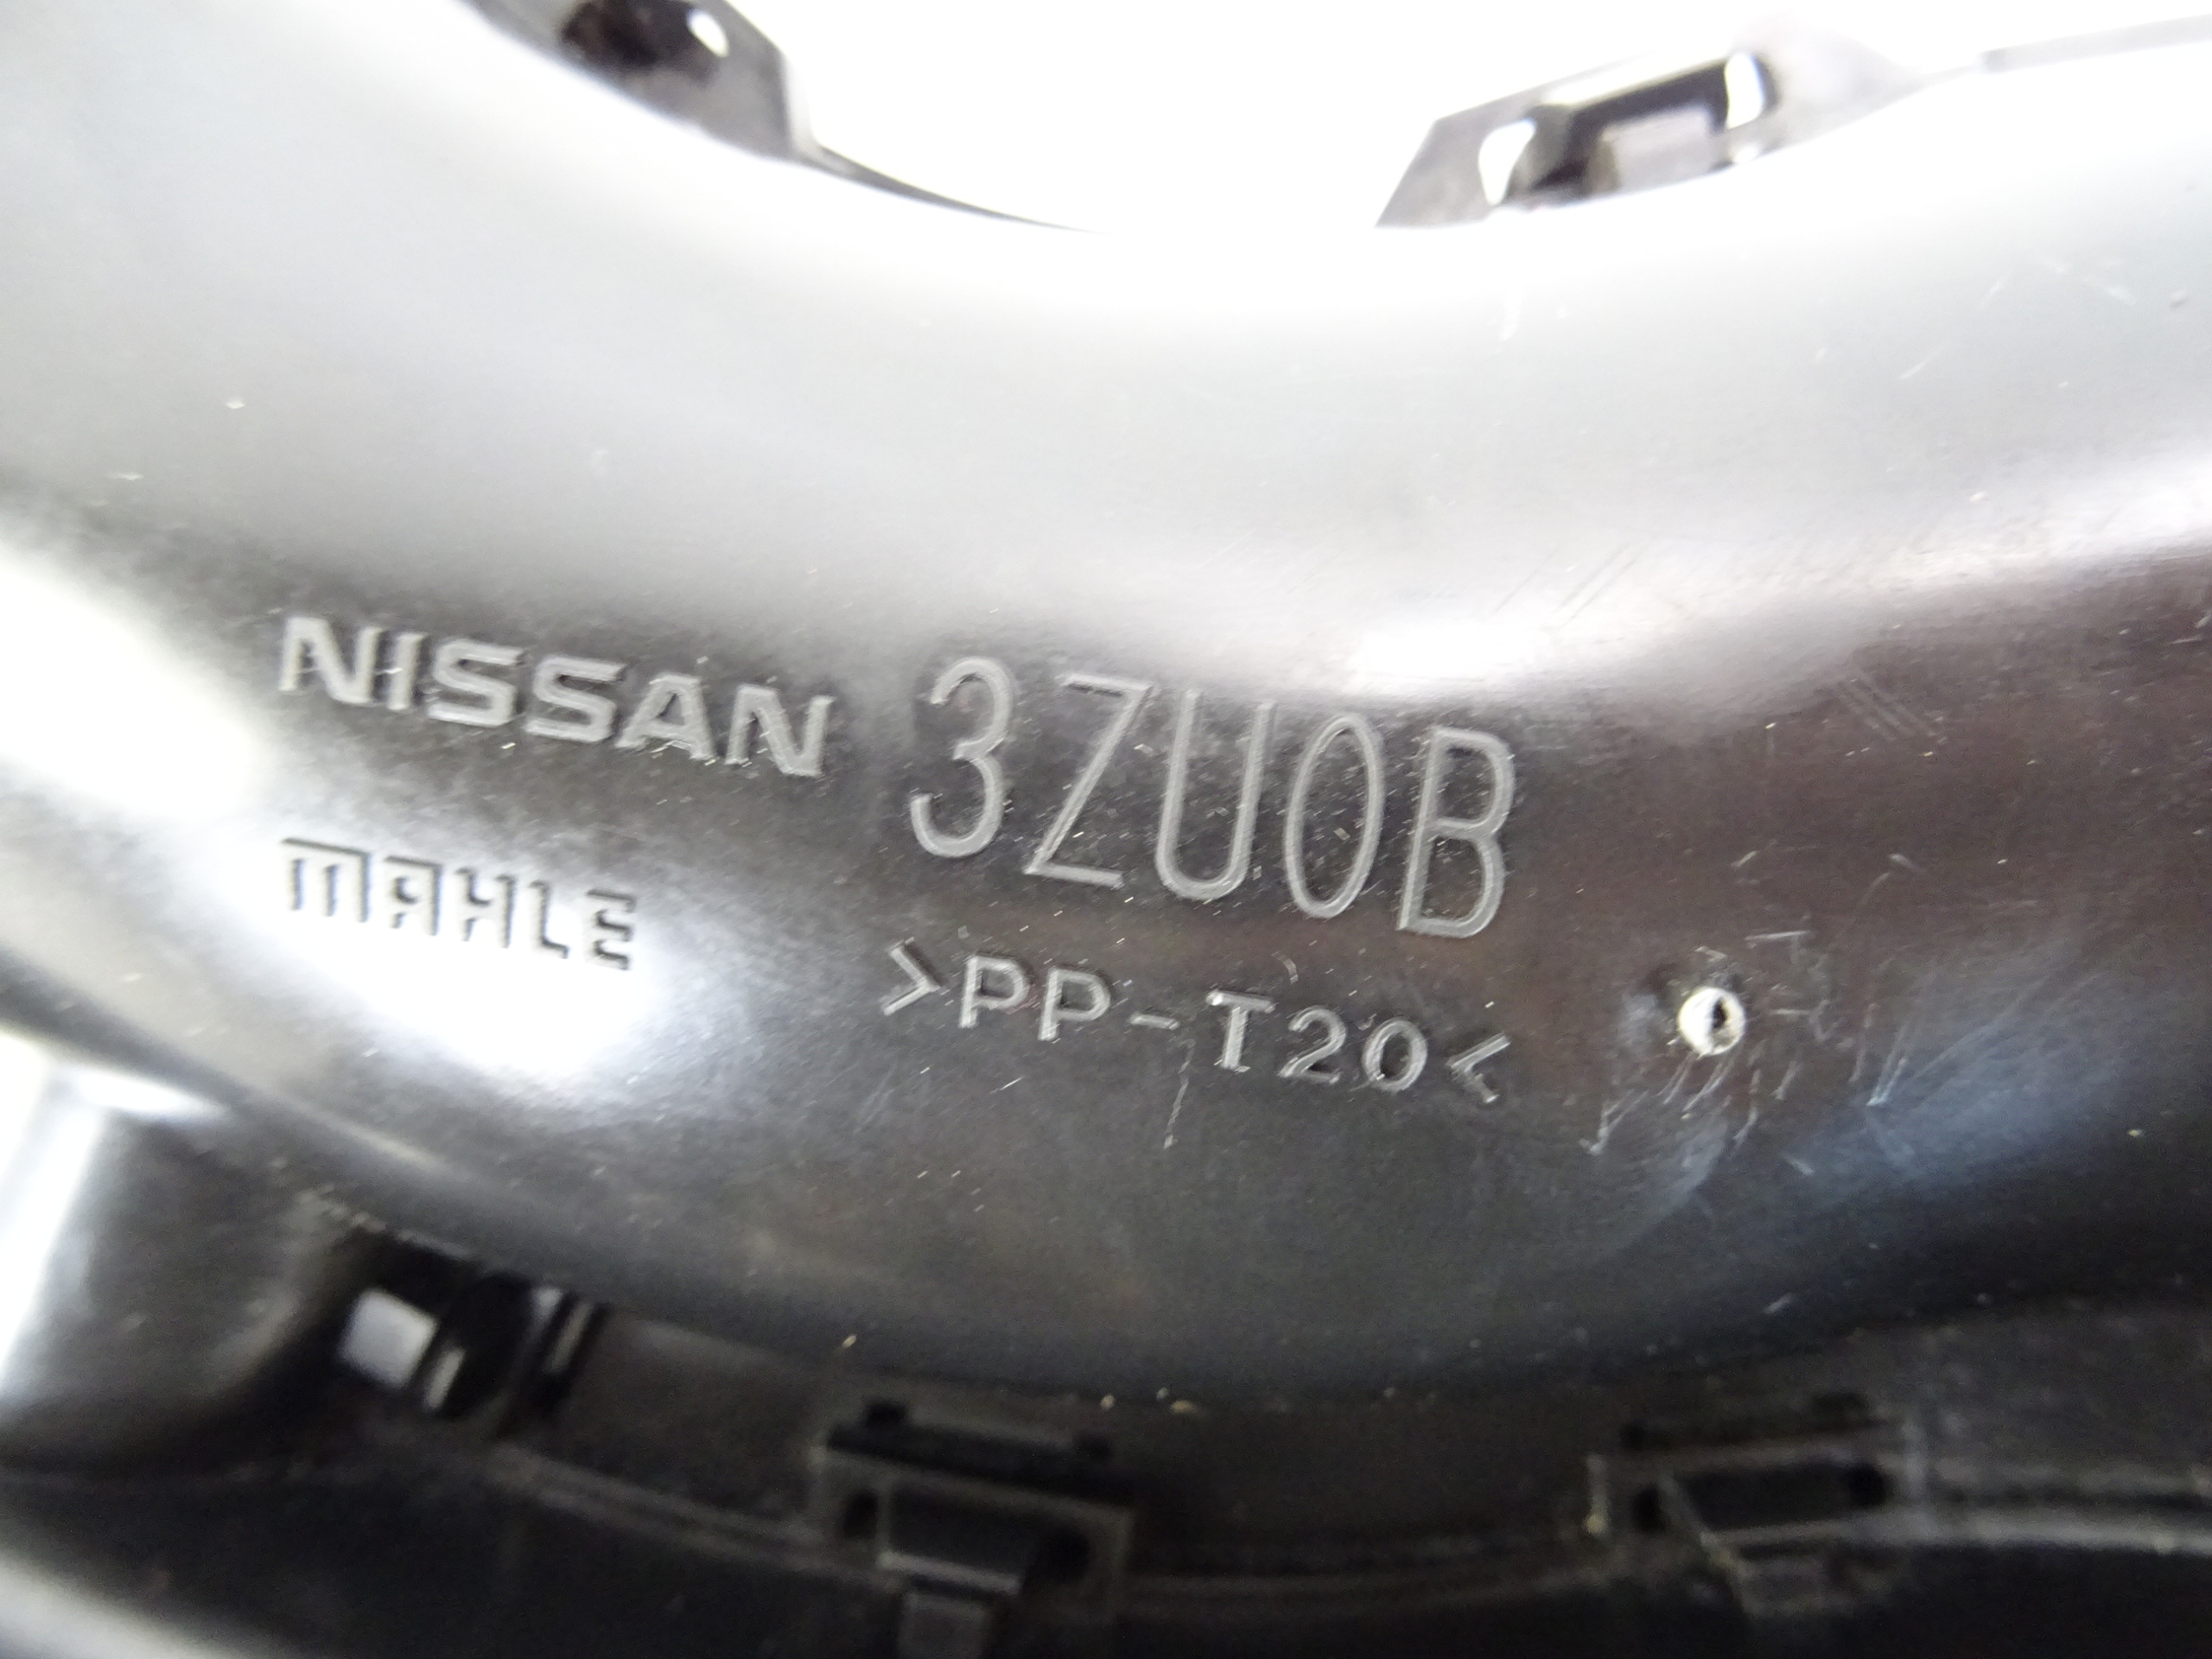 NISSAN 3ZU0B
MAHLE
>PP-T20<